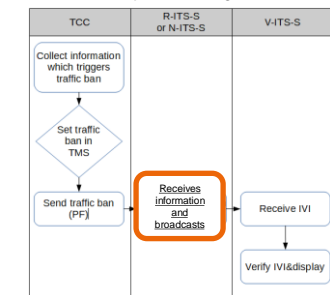 TCC
R-ITS-S
or N-ITS-S
V-ITS-S
Collect information
which triggers
traffic ban
Set traffic
ban in
TMS
Send traffic ban
(PF)
Receives
information
and
broadcasts
Receive IVI
Verify IVI&display